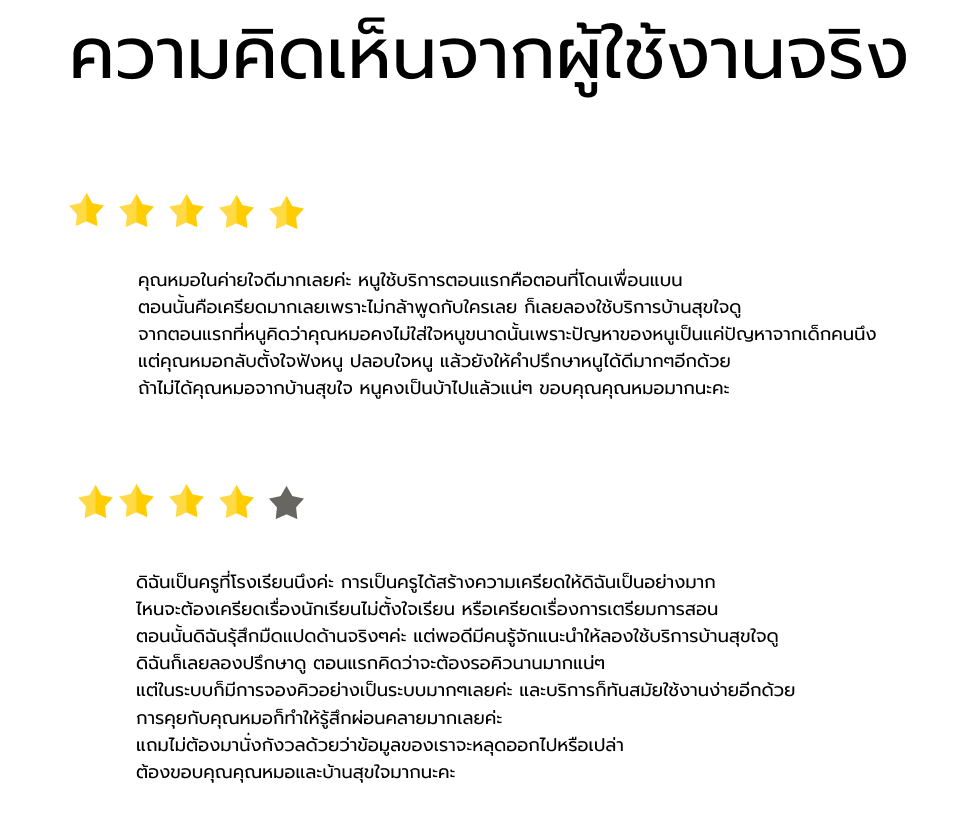 ความคิดเห็นจากผู้ใช้งานจริง
คุณหมอในค่ายใจดีมากเลยค่ะ หนูใช้บริการตอนแรกคือตอนที่โดนเพื่อนแบน
ตอนนั้นคือเครียดมากเลยเพราะไม่กล้าพูดกับใครเลย ก็เลยลองใช้บริการบ้านสุขใจดู
จากตอนแรกที่หนูคิดว่าคุณหมอคงไม่ใส่ใจหนูขนาดนั้นเพราะปัญหาของหนูเป็นแค่ปัญหาจากเด็กคนนึง
แต่คุณหมอกลับตั้งใจฟังหนู ปลอบใจหนู แล้วยังให้คำปรึกษาหนูได้ดีมากๆอีกด้วย
ถ้าไม่ได้คุณหมอจากบ้านสุขใจ หนูคงเป็นบ้าไปแล้วแน่ๆ ขอบคุณคุณหมอมากนะคะ
ดิฉันเป็นครูที่โรงเรียนนึงค่ะ การเป็นครูได้สร้างความเครียดให้ดิฉันเป็นอย่างมาก
ไหนจะต้องเครียดเรื่องนักเรียนไม่ตั้งใจเรียน หรือเครียดเรื่องการเตรียมการสอน
ตอนนั้นดิฉันรุ้สึกมืดแปดด้านจริงๆค่ะ แต่พอดีมีคนรู้จักแนะนำให้ลองใช้บริการบ้านสุขใจดู
ดิฉันก็เลยลองปรึกษาดู ตอนแรกคิดว่าจะต้องรอคิวนานมากแน่ๆ
แต่ในระบบก็มีการจองคิวอย่างเป็นระบบมากๆเลยค่ะ และบริการก็ทันสมัยใช้งานง่ายอีกด้วย
การคุยกับคุณหมอก็ทำให้รู้สึกผ่อนคลายมากเลยค่ะ
แถมไม่ต้องมานั่งกังวลด้วยว่าข้อมูลของเราจะหลุดออกไปหรือเปล่า
ต้องขอบคุณคุณหมอและบ้านสุขใจมากนะคะ